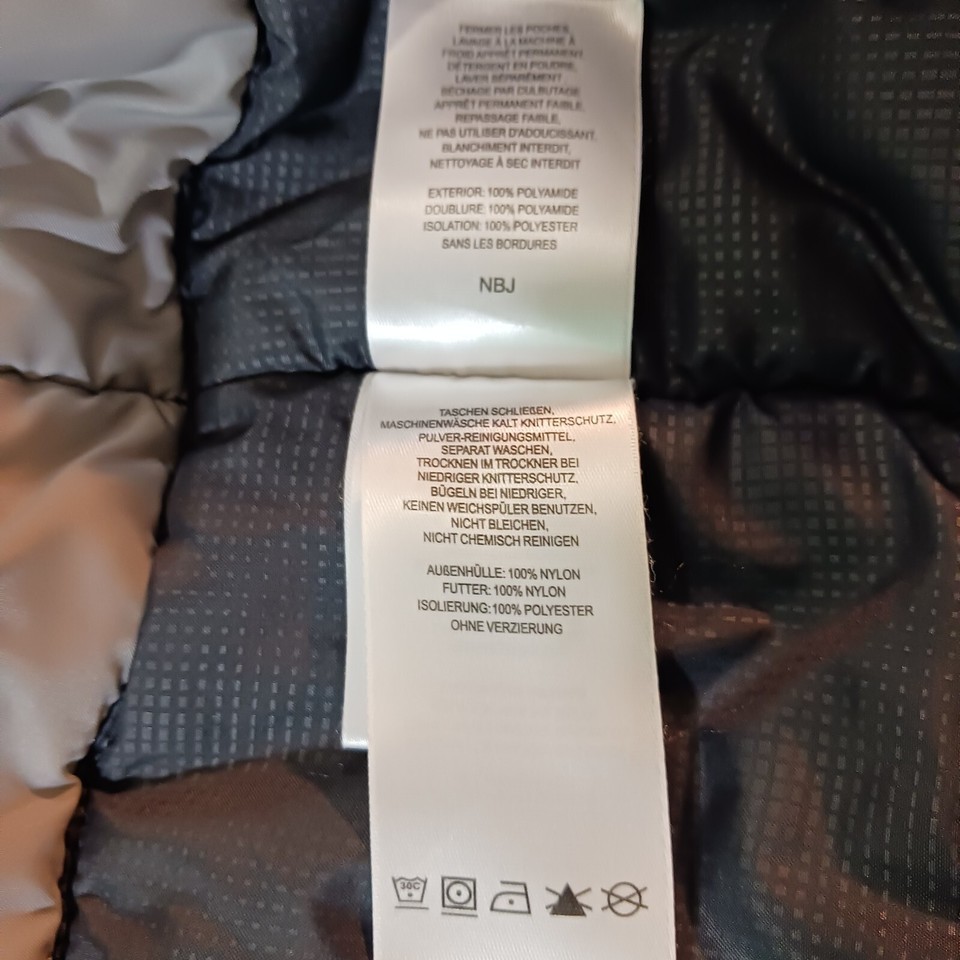 FERMER LES POCHES,
LAVAGE À LA MACHINE À
FROID APPRÊT PERMANENT
DÉTERGENT EN POUDRE,
LAVER SÉPARÉMENT,
SÉCHAGE PAR CULBUTAGE
APPRÊT PERMANENT FAIBLE,
REPASSAGE FAIBLE,
NE PAS UTILISER D'ADOUCISSANT,
BLANCHIMENT INTERDIT,
NETTOYAGE À SEC INTERDIT
EXTERIOR: 100% POLYAMIDE
DOUBLURE: 100% POLYAMIDE
ISOLATION: 100% POLYESTER
SANS LES BORDURES
NBJ
TASCHEN SCHLIEßEN,
MASCHINENWÄSCHE KALT KNITTERSCHUTZ,
PULVER-REINIGUNGSMITTEL,
SEPARAT WASCHEN,
TROCKNEN IM TROCKNER BEI
NIEDRIGER KNITTERSCHUTZ,
BÜGELN BEI NIEDRIGER,
KEINEN WEICHSPÜLER BENUTZEN,
NICHT BLEICHEN,
NICHT CHEMISCH REINIGEN
AUßENHÜLLE: 100% NYLON
FUTTER: 100% NYLON
ISOLIERUNG:100% POLYESTER
OHNE VERZIERUNG
30C